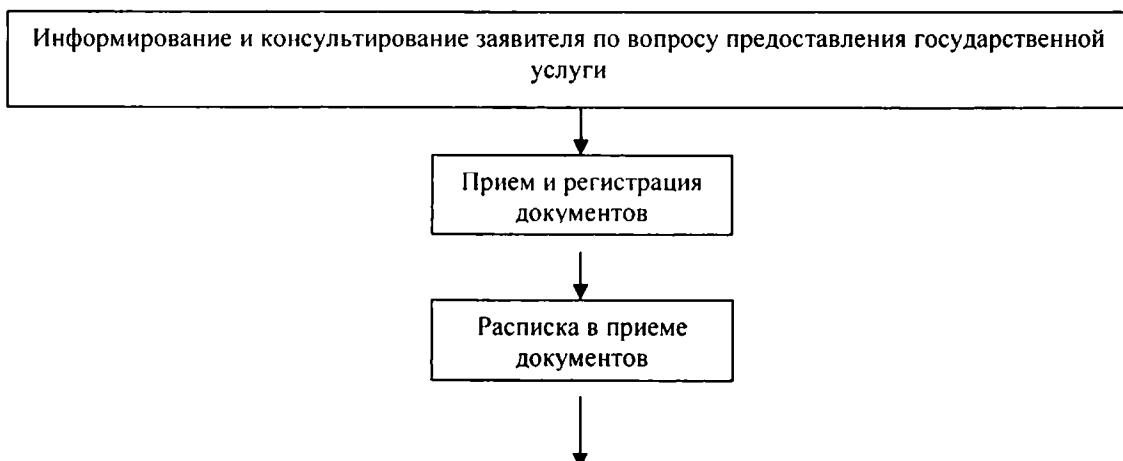 Информирование и консультирование заявителя по вопросу предоставления государственной
услуги
Прием и регистрация
документов
Расписка в приеме
документов